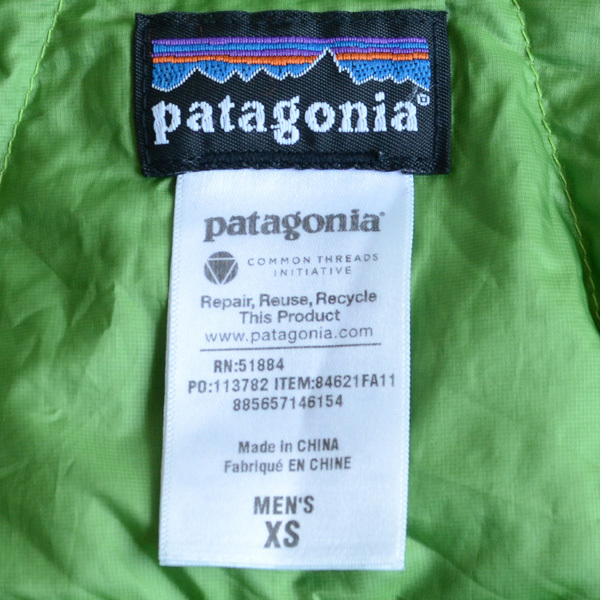 patagonia®
patagonia®
COMMON THREADS
INITIATIVE
Repair, Reuse, Recycle
This Product
www.patagonia.com
RN:51884
PO:113782 ITEM:84621FA11
885657146154
Made in CHINA
Fabriqué EN CHINE
MEN'S
XS